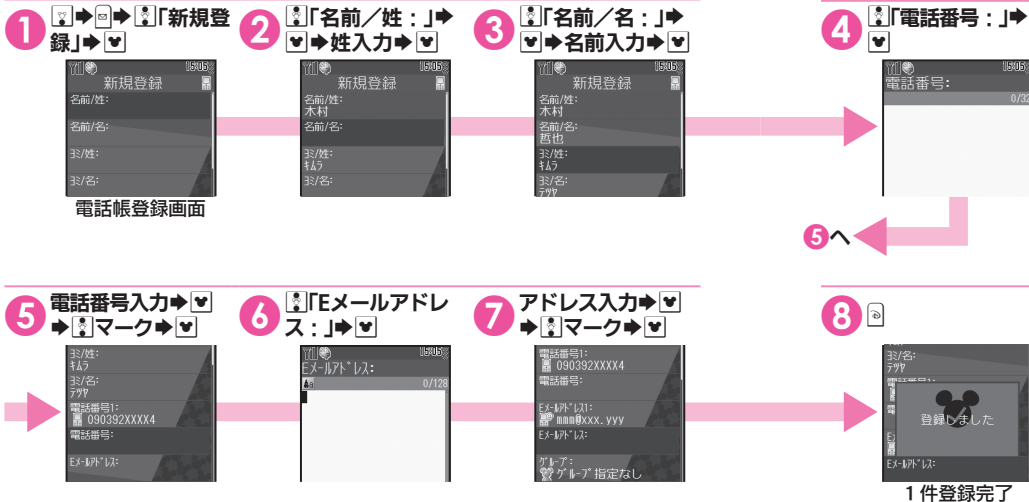 1 ➡✉➡「新規登
録」➡
15:05
新規登録
名前/姓:
名前/名:
ヨミ/姓:
ヨミ/名:
電話帳登録画面
2 「名前／姓：」➡
➡姓入力➡
15:05
新規登録
名前/姓:
木村
名前/名:
ヨミ/姓:
キムラ
ヨミ/名:
3 「名前／名：」➡
➡名前入力➡
15:05
新規登録
名前/姓:
木村
名前/名:
哲也
ヨミ/姓:
キムラ
ヨミ/名:
テツヤ
4 「電話番号：」➡
15:05
電話番号:
0/32
5へ
5 電話番号入力➡
➡マーク➡
ヨミ/姓:
キムラ
ヨミ/名:
テツヤ
電話番号1:
090392XXXX4
電話番号:
Eメールアドレス:
6 「Eメールアドレ
ス：」➡
15:05
Eメールアドレス:
a 0/128
7 アドレス入力➡
➡マーク➡
電話番号1:
090392XXXX4
電話番号:
Eメールアドレス1:
mmm@xxx.yyy
Eメールアドレス:
グループ:
グループ指定なし
8
ヨミ/名:
テツヤ
登録しました
Eメールアドレス:
1件登録完了